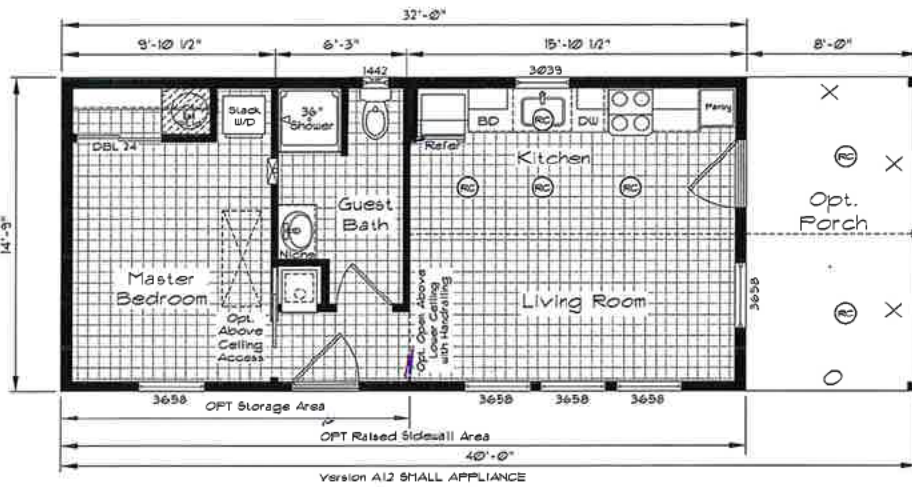 32'-0"
9'-10 1/2" 6'-3" 15'-10 1/2" 8'-0"
1442 3039
Stack
W/D
36"
Shower
BD
RC
DW
Pantry
DBL 24
Refer
Kitchen
RC RC RC
RC
Opt.
Porch
Guest
Bath
Niche
14'-9"
Master
Bedroom
Opt.
Above
Ceiling
Access
Opt. Open Above
Lower Ceiling
with Handrailing
Living Room
3658
RC
3658
3658 3658 3658
OPT Storage Area
OPT Raised Sidewall Area
40'-0"
Version A12 SMALL APPLIANCE